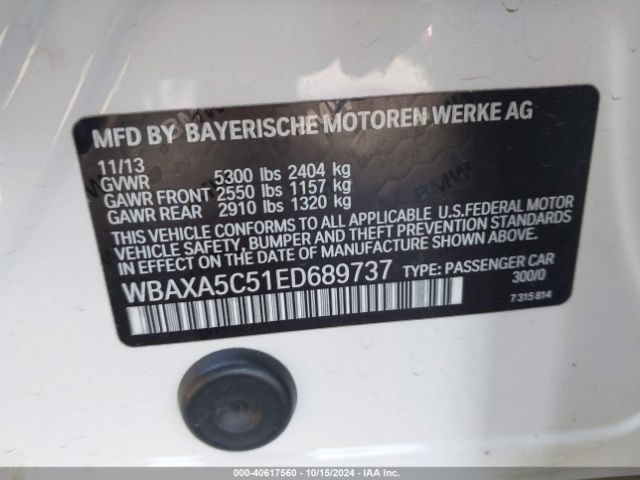 MFD BY BAYERISCHE MOTOREN WERKE AG
11/13
GVWR 5300 lbs 2404 kg
GAWR FRONT 2550 lbs 1157 kg
GAWR REAR 2910 lbs 1320 kg
THIS VEHICLE CONFORMS TO ALL APPLICABLE U.S.FEDERAL MOTOR
VEHICLE SAFETY, BUMPER AND THEFT PREVENTION STANDARDS
IN EFFECT ON THE DATE OF MANUFACTURE SHOWN ABOVE.
WBAXA5C51ED689737 TYPE: PASSENGER CAR
300/0
7 315 814
000-40617560 | 10/15/2024 | IAA Inc.